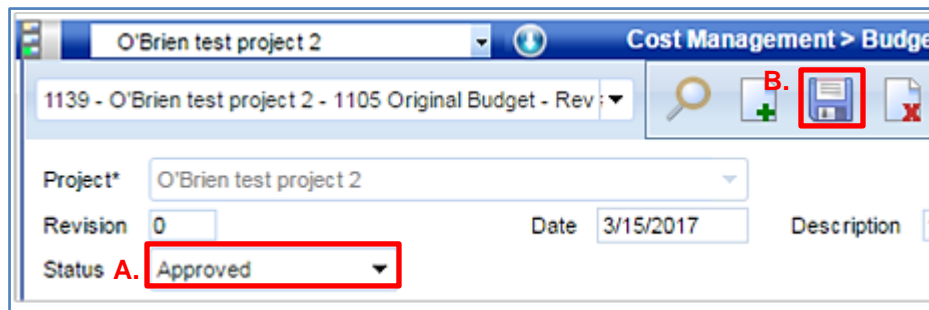 O'Brien test project 2 Cost Management > Budge
1139 - O'Brien test project 2 - 1105 Original Budget - Rev B.
Project* O'Brien test project 2
Revision 0 Date 3/15/2017 Description
Status A. Approved